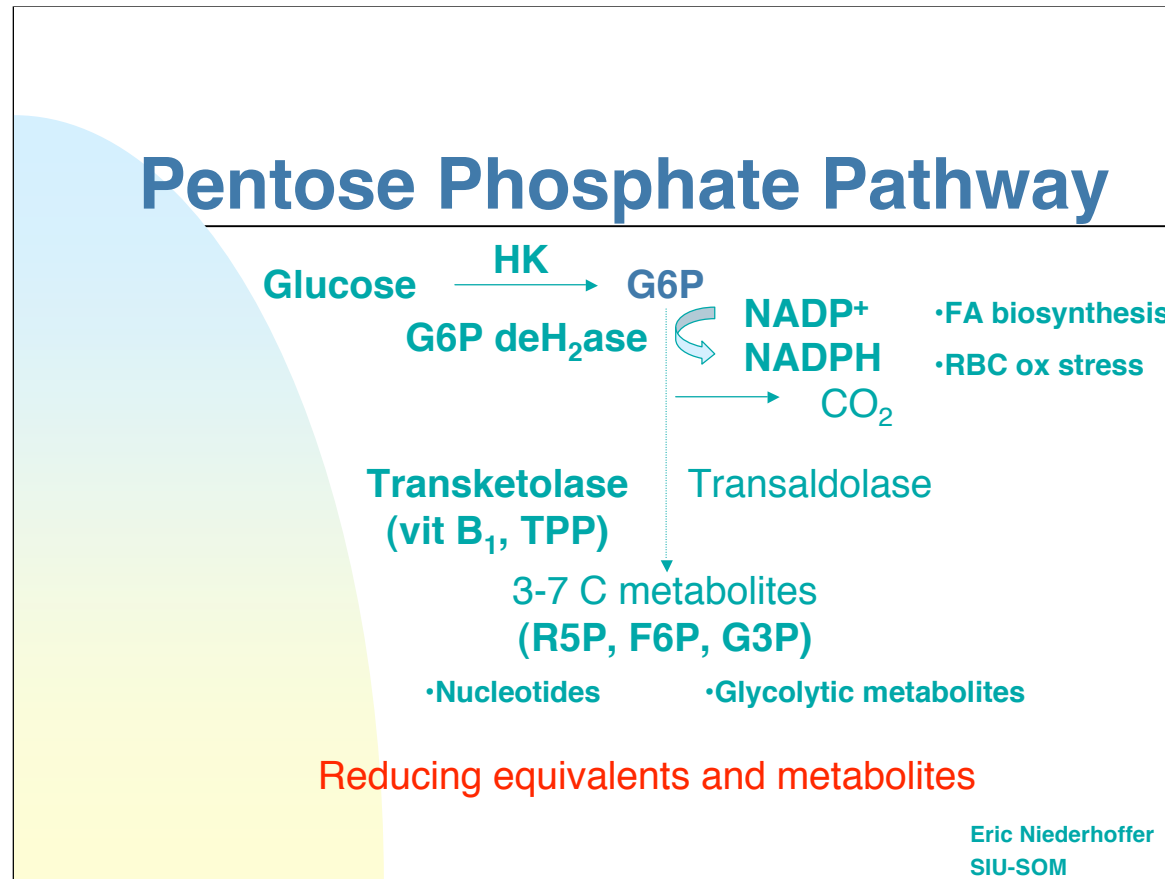 Pentose Phosphate Pathway
HK
Glucose
G6P
G6P deH₂ase
NADP⁺
•FA biosynthesis
NADPH
•RBC ox stress
CO₂
Transketolase
Transaldolase
(vit B₁, TPP)
3-7 C metabolites
(R5P, F6P, G3P)
•Nucleotides
•Glycolytic metabolites
Reducing equivalents and metabolites
Eric Niederhoffer
SIU-SOM